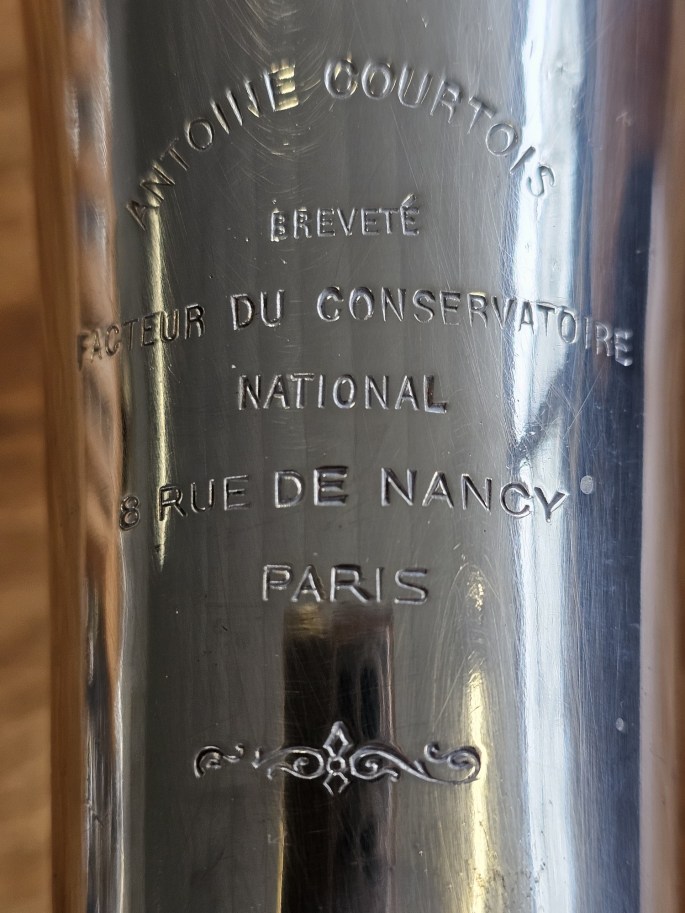 ANTOINE COURTOIS
BREVETÉ
FACTEUR DU CONSERVATOIRE
NATIONAL
8 RUE DE NANCY
PARIS